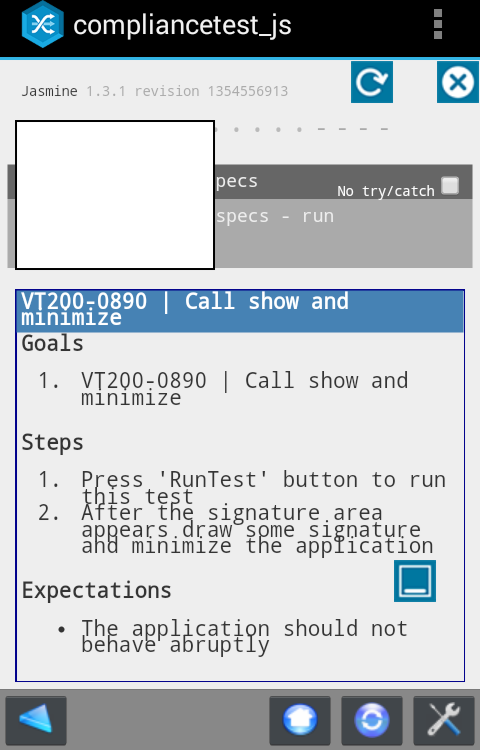 compliancetest_js
Jasmine 1.3.1 revision 1354556913
. . . . . - - - -
pecs
No try/catch
specs - run
VT200-0890 | Call show and
minimize
Goals
1. VT200-0890 | Call show and
minimize
Steps
1. Press 'RunTest' button to run
this test
2. After the signature area
appears draw some signature
and minimize the application
Expectations
• The application should not
behave abruptly